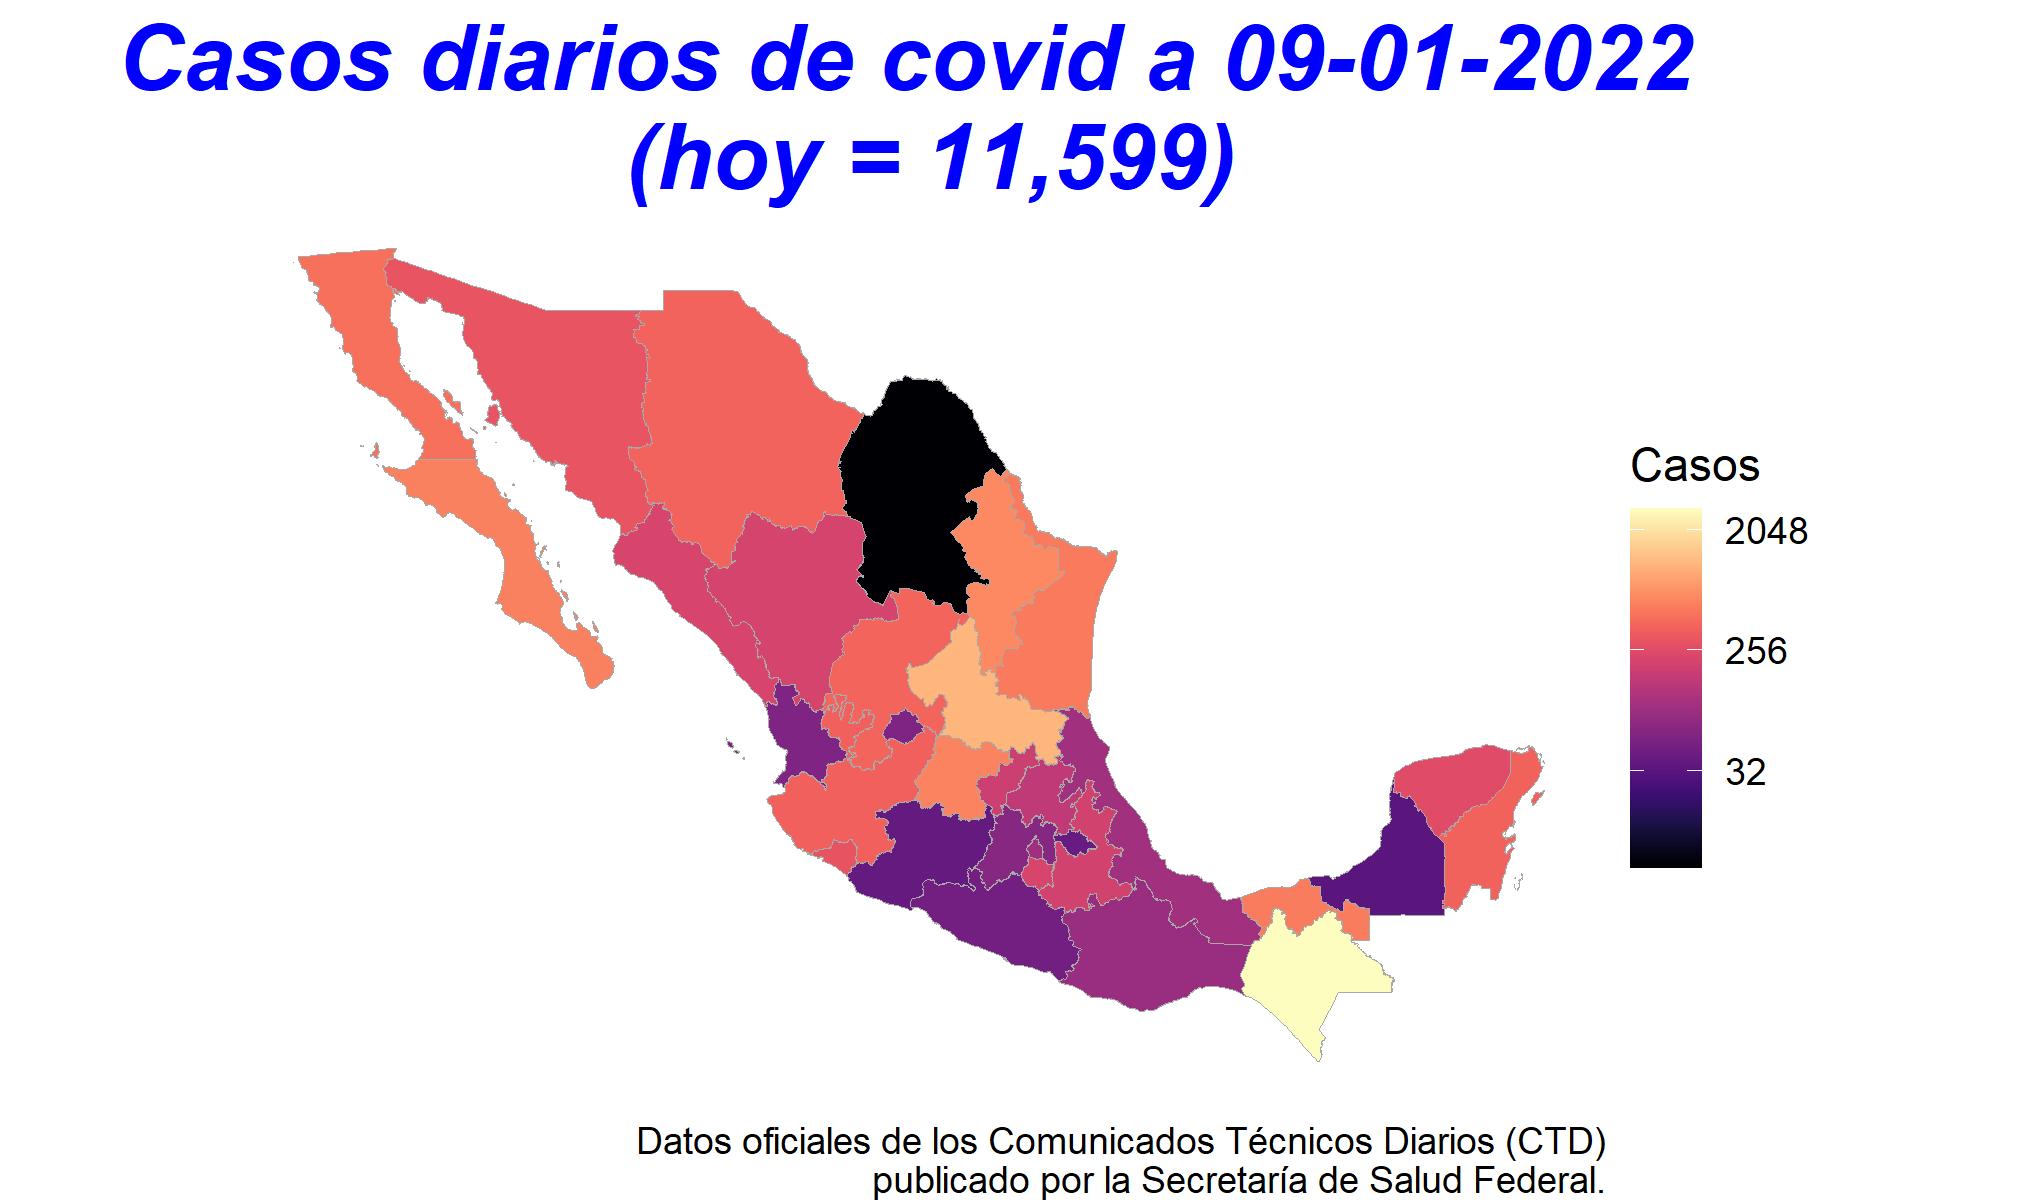 Casos diarios de covid a 09-01-2022
(hoy = 11,599)
Casos
2048
256
32
Datos oficiales de los Comunicados Técnicos Diarios (CTD)
publicado por la Secretaría de Salud Federal.